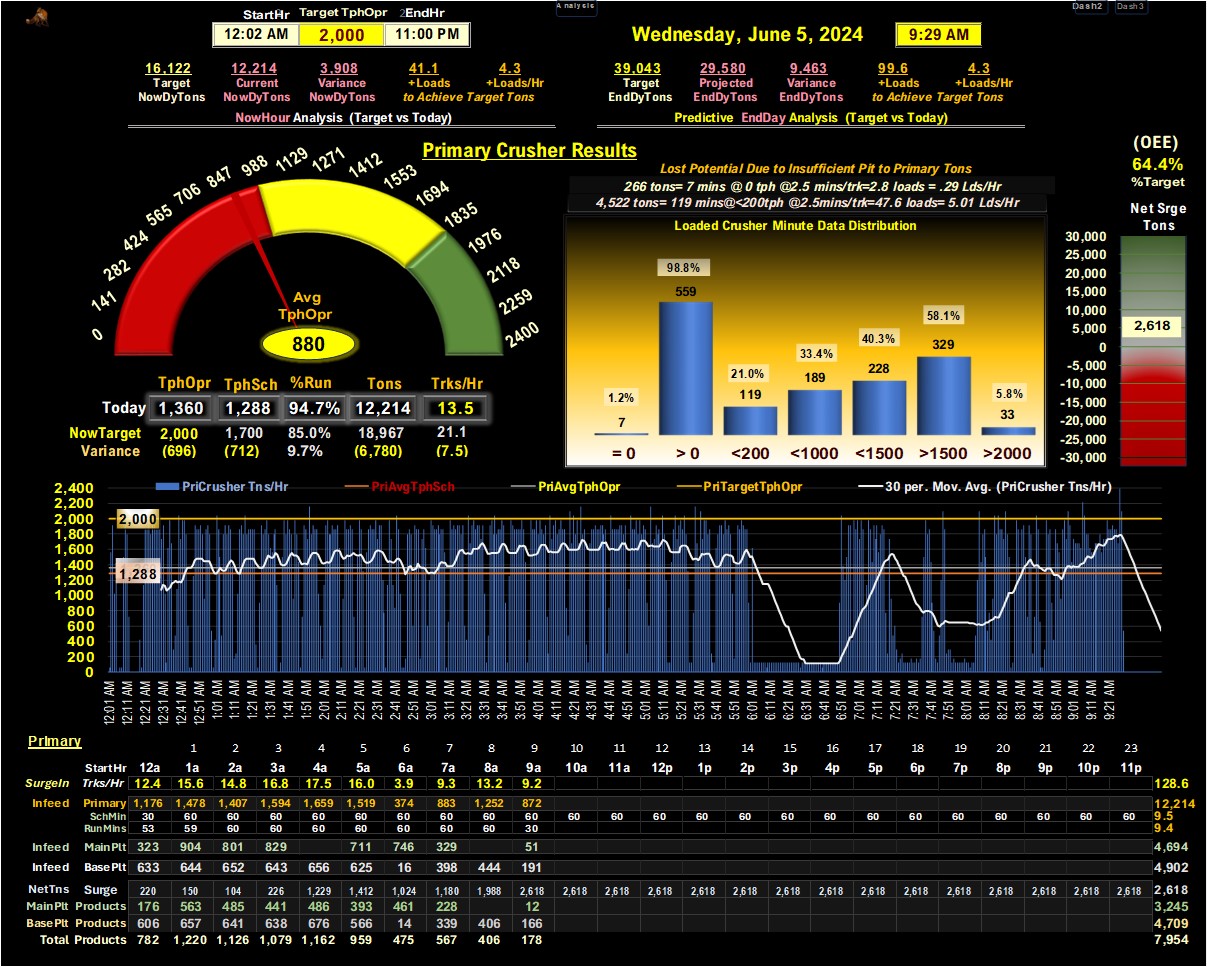 Analysis
Dash2 Dash3
StartHr Target TphOpr 2EndHr
12:02 AM 2,000 11:00 PM
Wednesday, June 5, 2024 9:29 AM
16,122 12,214 3,908 41.1 4.3
Target Current Variance +Loads +Loads/Hr
NowDyTons NowDyTons NowDyTons to Achieve Target Tons
NowHour Analysis (Target vs Today)
39,043 29,580 9,463 99.6 4.3
Target Projected Variance +Loads +Loads/Hr
EndDyTons EndDyTons EndDyTons to Achieve Target Tons
Predictive EndDay Analysis (Target vs Today)
Primary Crusher Results
0 141 282 424 565 706 847 988 1129 1271 1412 1553 1694 1835 1976 2118 2259 2400
Avg
TphOpr
880
TphOpr TphSch %Run Tons Trks/Hr
Today 1,360 1,288 94.7% 12,214 13.5
NowTarget 2,000 1,700 85.0% 18,967 21.1
Variance (696) (712) 9.7% (6,780) (7.5)
Lost Potential Due to Insufficient Pit to Primary Tons
266 tons= 7 mins @ 0 tph @2.5 mins/trk=2.8 loads = .29 Lds/Hr
4,522 tons= 119 mins@<200tph @2.5mins/trk=47.6 loads= 5.01 Lds/Hr
Loaded Crusher Minute Data Distribution
1.2% 98.8% 21.0% 33.4% 40.3% 58.1% 5.8%
7 559 119 189 228 329 33
= 0 > 0 <200 <1000 <1500 >1500 >2000
(OEE)
64.4%
%Target
Net Srge
Tons
30,000
25,000
20,000
15,000
10,000
5,000
0
-5,000
-10,000
-15,000
-20,000
-25,000
-30,000
2,618
PriCrusher Tns/Hr PriAvgTphSch PriAvgTphOpr PriTargetTphOpr 30 per. Mov. Avg. (PriCrusher Tns/Hr)
2,400
2,200
2,000
1,800
1,600
1,400
1,200
1,000
800
600
400
200
0
2,000
1,288
12:01 AM 12:11 AM 12:21 AM 12:31 AM 12:41 AM 12:51 AM 1:01 AM 1:11 AM 1:21 AM 1:31 AM 1:41 AM 1:51 AM 2:01 AM 2:11 AM 2:21 AM 2:31 AM 2:41 AM 2:51 AM 3:01 AM 3:11 AM 3:21 AM 3:31 AM 3:41 AM 3:51 AM 4:01 AM 4:11 AM 4:21 AM 4:31 AM 4:41 AM 4:51 AM 5:01 AM 5:11 AM 5:21 AM 5:31 AM 5:41 AM 5:51 AM 6:01 AM 6:11 AM 6:21 AM 6:31 AM 6:41 AM 6:51 AM 7:01 AM 7:11 AM 7:21 AM 7:31 AM 7:41 AM 7:51 AM 8:01 AM 8:11 AM 8:21 AM 8:31 AM 8:41 AM 8:51 AM 9:01 AM 9:11 AM 9:21 AM
Primary
1 2 3 4 5 6 7 8 9 10 11 12 13 14 15 16 17 18 19 20 21 22 23
StartHr 12a 1a 2a 3a 4a 5a 6a 7a 8a 9a 10a 11a 12p 1p 2p 3p 4p 5p 6p 7p 8p 9p 10p 11p
SurgeIn Trks/Hr 12.4 15.6 14.8 16.8 17.5 16.0 3.9 9.3 13.2 9.2 128.6
Infeed Primary 1,176 1,478 1,407 1,594 1,659 1,519 374 883 1,252 872 12,214
SchMin 30 60 60 60 60 60 60 60 60 60 60 60 60 60 60 60 60 60 60 60 60 60 60 60 9.5
RunMins 53 59 60 60 60 60 60 60 60 30 9.4
Infeed MainPlt 323 904 801 829 711 746 329 51 4,694
Infeed BasePlt 633 644 652 643 656 625 16 398 444 191 4,902
NetTns Surge 220 150 104 226 1,229 1,412 1,024 1,180 1,988 2,618 2,618 2,618 2,618 2,618 2,618 2,618 2,618 2,618 2,618 2,618 2,618 2,618 2,618 2,618 2,618
MainPlt Products 176 563 485 441 486 393 461 228 12 3,245
BasePlt Products 606 657 641 638 676 566 14 339 406 166 4,709
Total Products 782 1,220 1,126 1,079 1,162 959 475 567 406 178 7,954